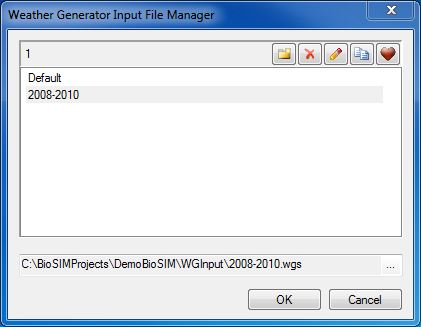 Weather Generator Input File Manager
1
Default
2008-2010
C:\BioSIMProjects\DemoBioSIM\WGInput\2008-2010.wgs ...
OK Cancel